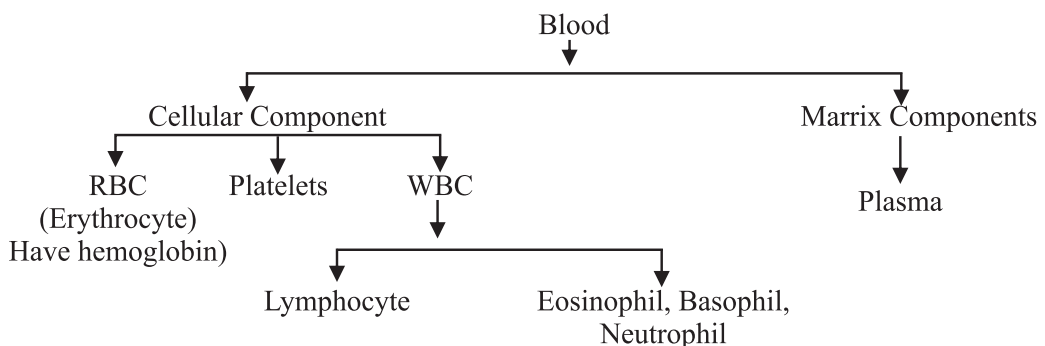 Blood
Cellular Component
Marrix Components
RBC
(Erythrocyte)
Have hemoglobin)
Platelets
WBC
Plasma
Lymphocyte
Eosinophil, Basophil,
Neutrophil